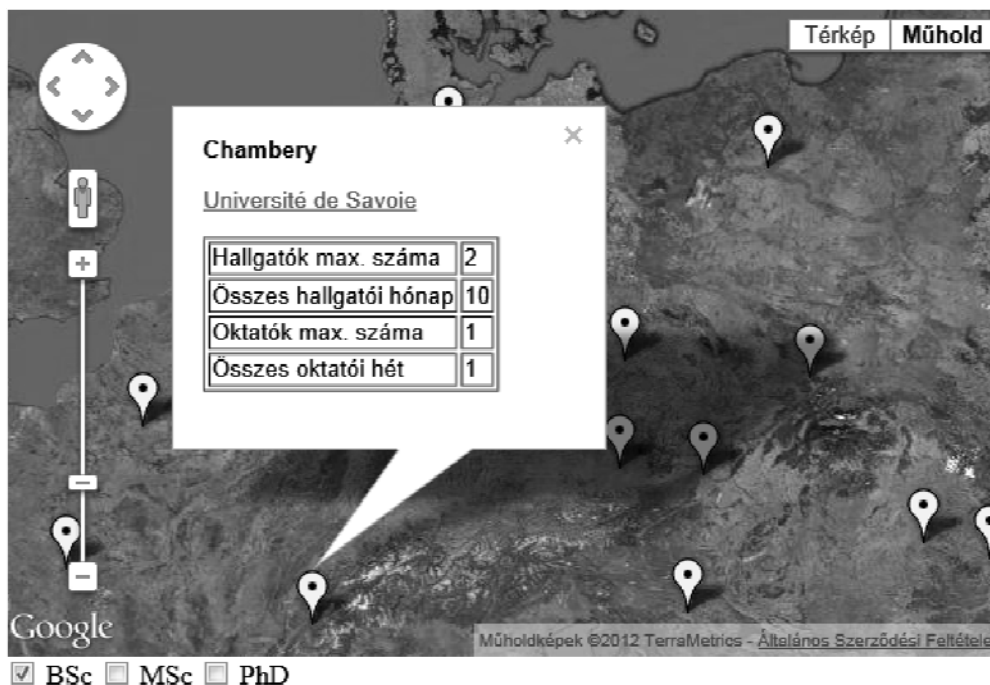 Térkép Műhold
Chambery
Université de Savoie
Hallgatók max. száma 2
Összes hallgatói hónap 10
Oktatók max. száma 1
Összes oktatói hét 1
Google
Műholdképek ©2012 TerraMetrics - Általános Szerződési Feltétele
BSc MSc PhD